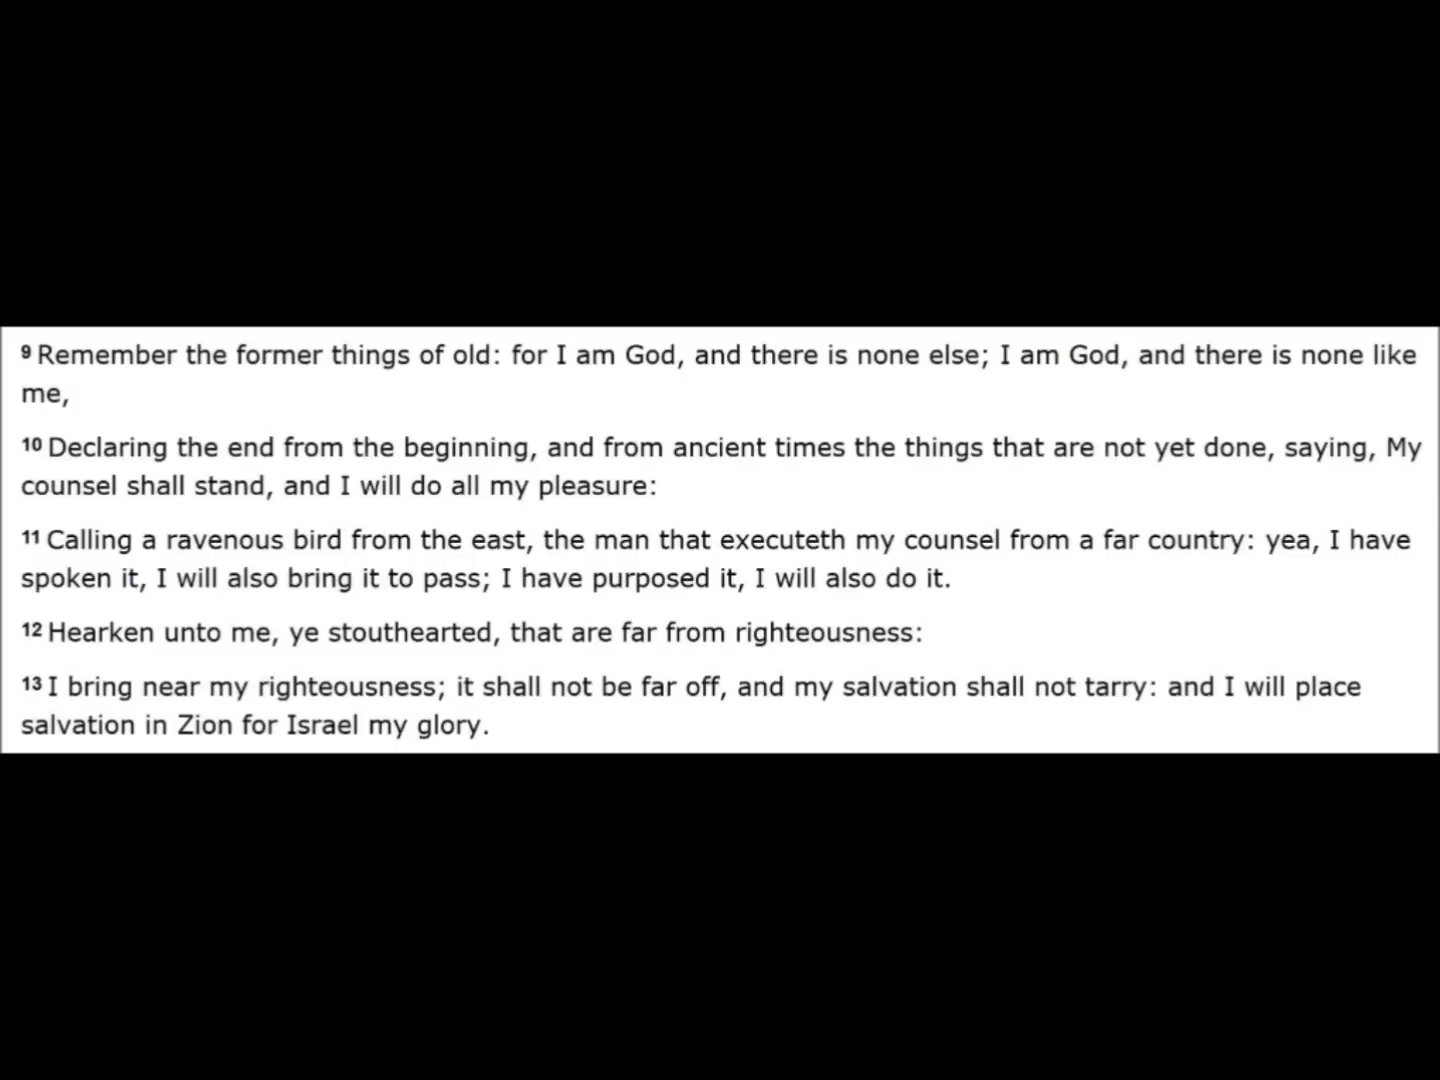 9 Remember the former things of old: for I am God, and there is none else; I am God, and there is none like
me,
10 Declaring the end from the beginning, and from ancient times the things that are not yet done, saying, My
counsel shall stand, and I will do all my pleasure:
11 Calling a ravenous bird from the east, the man that executeth my counsel from a far country: yea, I have
spoken it, I will also bring it to pass; I have purposed it, I will also do it.
12 Hearken unto me, ye stouthearted, that are far from righteousness:
13 I bring near my righteousness; it shall not be far off, and my salvation shall not tarry: and I will place
salvation in Zion for Israel my glory.